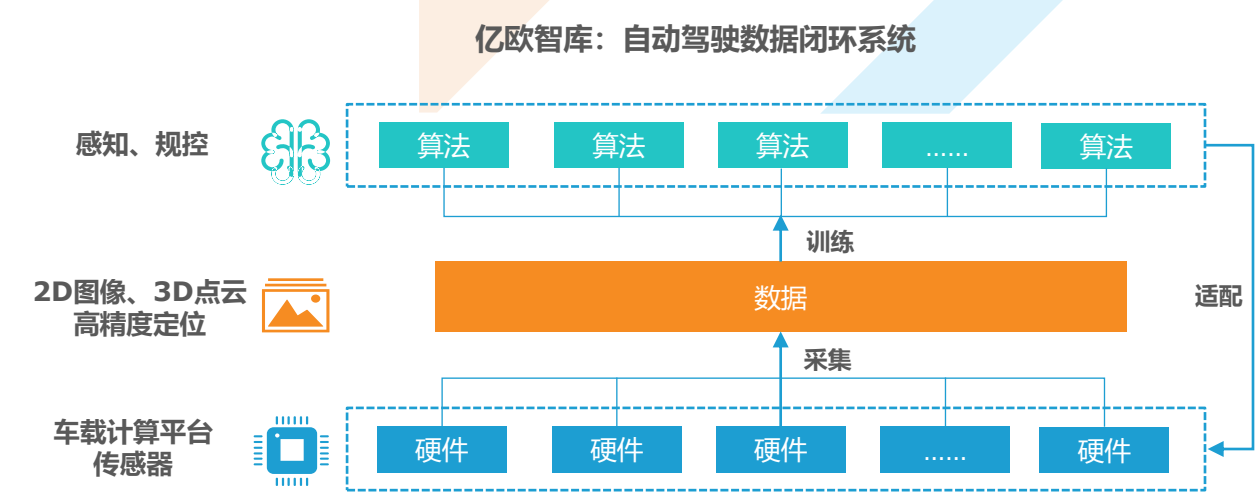 亿欧智库：自动驾驶数据闭环系统
感知、规控
算法
算法
算法
......
算法
训练
2D图像、3D点云
高精度定位
数据
适配
采集
车载计算平台
传感器
硬件
硬件
硬件
......
硬件